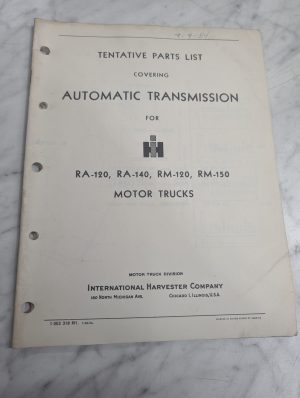 TENTATIVE PARTS LIST
COVERING
AUTOMATIC TRANSMISSION
FOR
IH
RA-120, RA-140, RM-120, RM-150
MOTOR TRUCKS
MOTOR TRUCK DIVISION
INTERNATIONAL HARVESTER COMPANY
180 NORTH MICHIGAN AVE. CHICAGO 1, ILLINOIS, U.S.A.